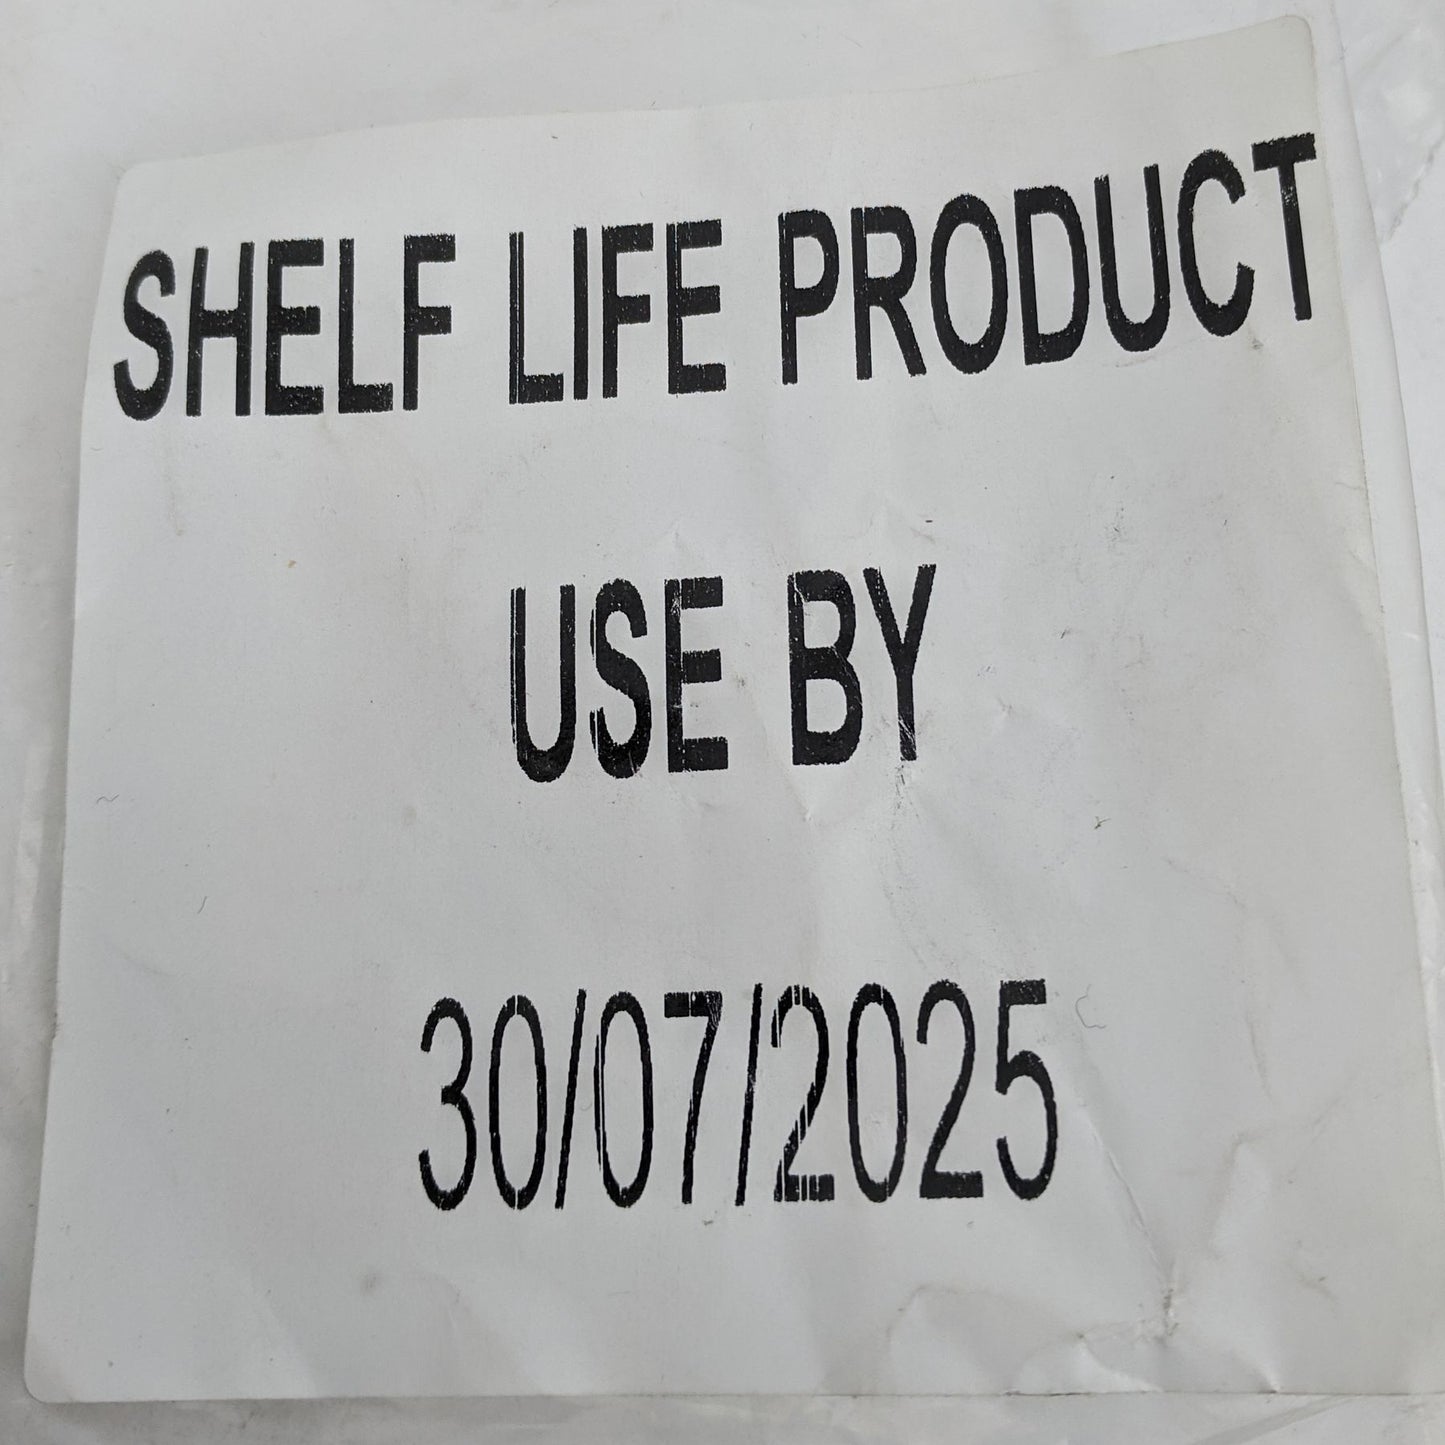 SHELF LIFE PRODUCT
USE BY
30/07/2025